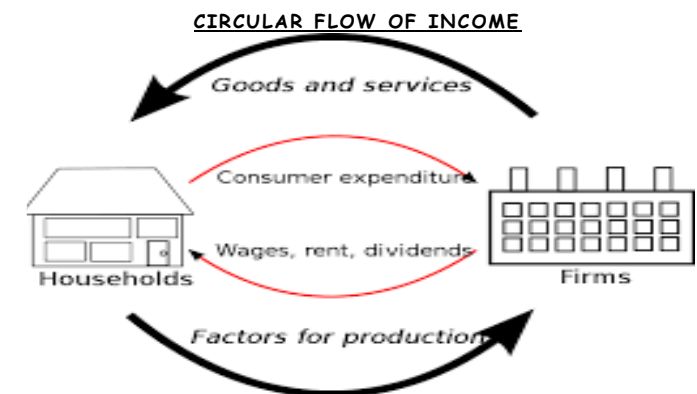 CIRCULAR FLOW OF INCOME
Goods and services
Consumer expenditure
Wages, rent, dividends
Households
Firms
Factors for production